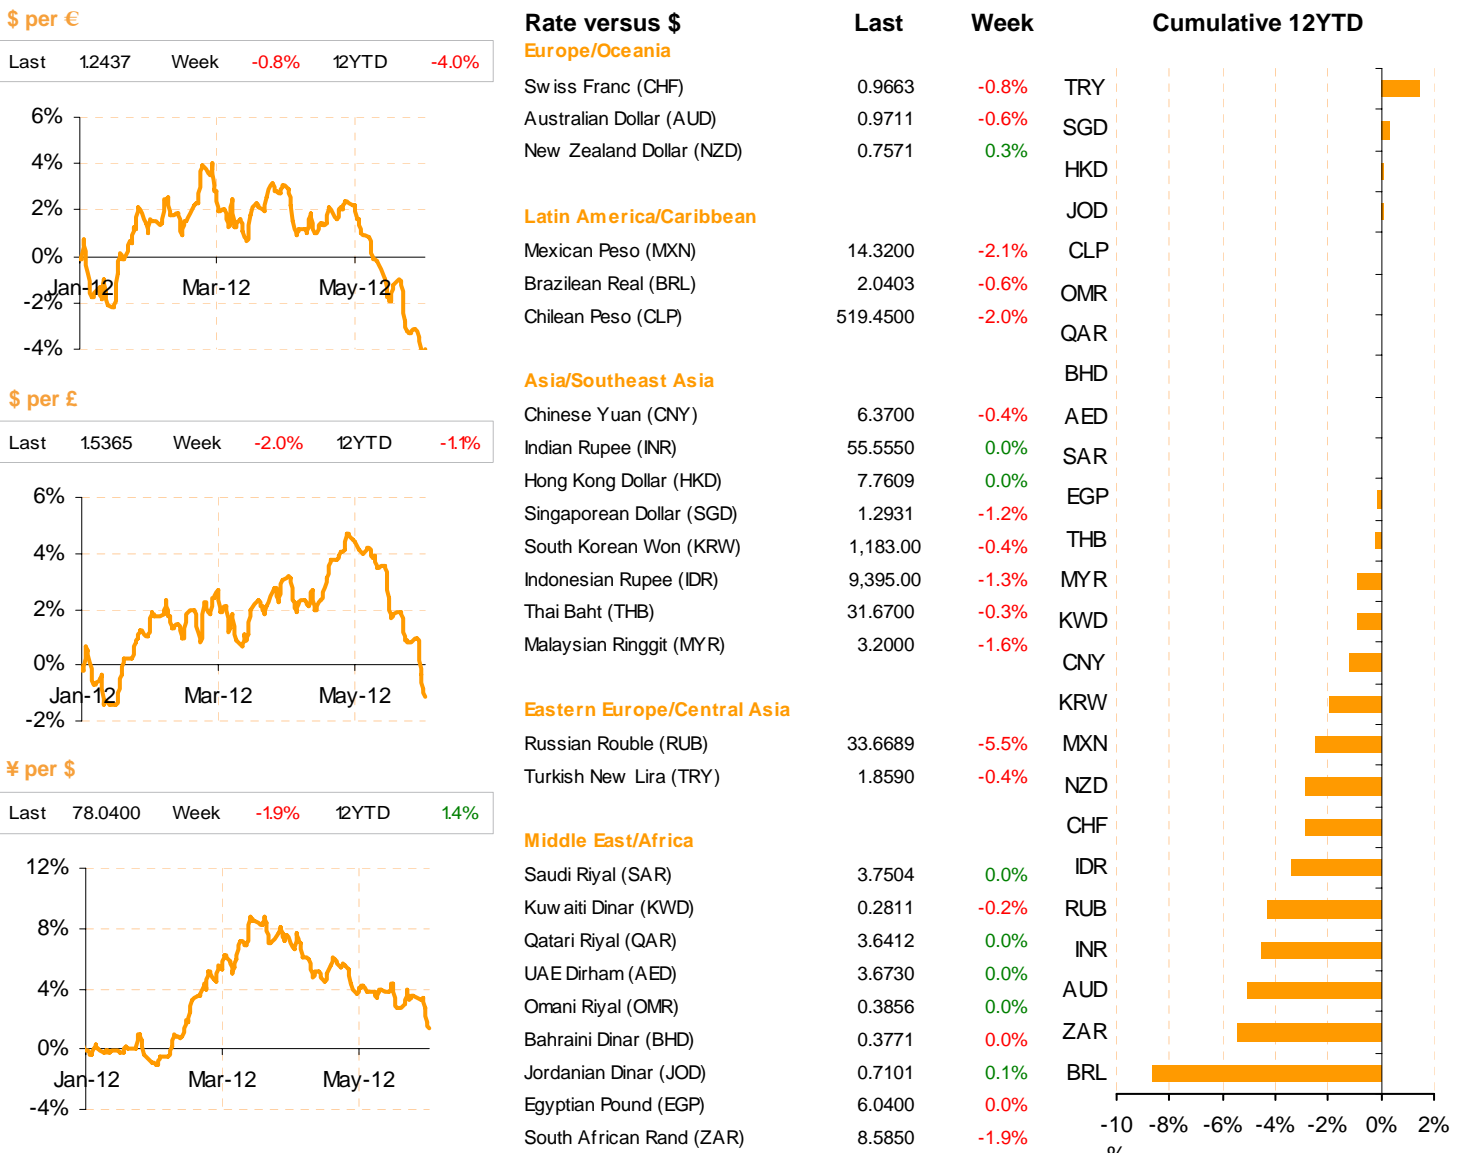 $ per €
Last 1.2437 Week -0.8% 12YTD -4.0%
6%
4%
2%
0%
-2%
-4%
Jan-12 Mar-12 May-12
$ per £
Last 1.5365 Week -2.0% 12YTD -1.1%
6%
4%
2%
0%
-2%
Jan-12 Mar-12 May-12
¥ per $
Last 78.0400 Week -1.9% 12YTD 1.4%
12%
8%
4%
0%
-4%
Jan-12 Mar-12 May-12
Rate versus $ Last Week
Europe/Oceania
Swiss Franc (CHF) 0.9663 -0.8%
Australian Dollar (AUD) 0.9711 -0.6%
New Zealand Dollar (NZD) 0.7571 0.3%
Latin America/Caribbean
Mexican Peso (MXN) 14.3200 -2.1%
Brazilean Real (BRL) 2.0403 -0.6%
Chilean Peso (CLP) 519.4500 -2.0%
Asia/Southeast Asia
Chinese Yuan (CNY) 6.3700 -0.4%
Indian Rupee (INR) 55.5550 0.0%
Hong Kong Dollar (HKD) 7.7609 0.0%
Singaporean Dollar (SGD) 1.2931 -1.2%
South Korean Won (KRW) 1,183.00 -0.4%
Indonesian Rupee (IDR) 9,395.00 -1.3%
Thai Baht (THB) 31.6700 -0.3%
Malaysian Ringgit (MYR) 3.2000 -1.6%
Eastern Europe/Central Asia
Russian Rouble (RUB) 33.6689 -5.5%
Turkish New Lira (TRY) 1.8590 -0.4%
Middle East/Africa
Saudi Riyal (SAR) 3.7504 0.0%
Kuwaiti Dinar (KWD) 0.2811 -0.2%
Qatari Riyal (QAR) 3.6412 0.0%
UAE Dirham (AED) 3.6730 0.0%
Omani Riyal (OMR) 0.3856 0.0%
Bahraini Dinar (BHD) 0.3771 0.0%
Jordanian Dinar (JOD) 0.7101 0.1%
Egyptian Pound (EGP) 6.0400 0.0%
South African Rand (ZAR) 8.5850 -1.9%
Cumulative 12YTD
TRY
SGD
HKD
JOD
CLP
OMR
QAR
BHD
AED
SAR
EGP
THB
MYR
KWD
CNY
KRW
MXN
NZD
CHF
IDR
RUB
INR
AUD
ZAR
BRL
-10 -8% -6% -4% -2% 0% 2%
%